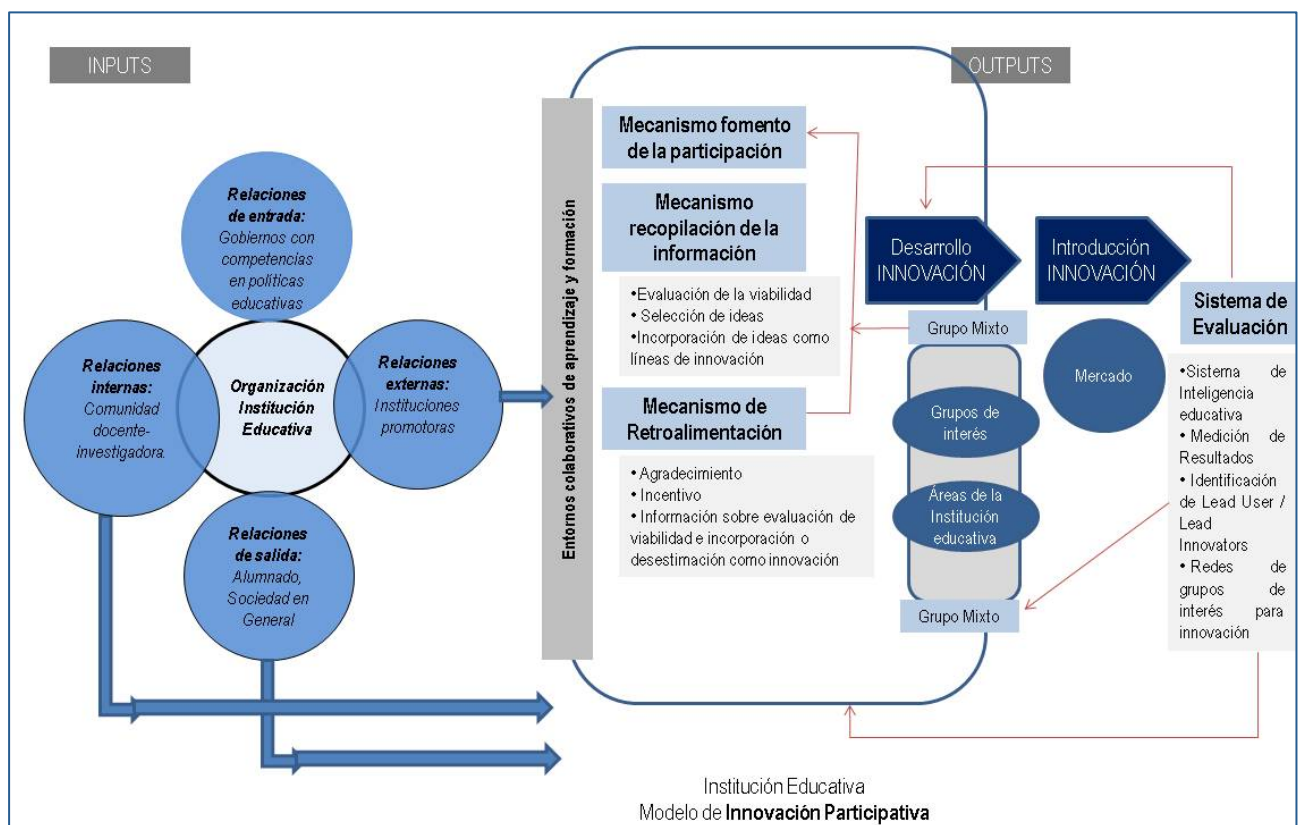 INPUTS
OUTPUTS
Relaciones
de entrada:
Gobiernos con
competencias
en políticas
educativas
Relaciones
internas:
Comunidad
docente-
investigadora.
Organización
Institución
Educativa
Relaciones
externas:
Instituciones
promotoras
Relaciones
de salida:
Alumnado,
Sociedad en
General
Entornos colaborativos de aprendizaje y formación
Mecanismo fomento
de la participación
Mecanismo
recopilación de la
información
•Evaluación de la viabilidad
• Selección de ideas
•Incorporación de ideas como
líneas de innovación
Mecanismo de
Retroalimentación
• Agradecimiento
• Incentivo
• Información sobre evaluación de
viabilidad e incorporación o
desestimación como innovación
Desarrollo
INNOVACIÓN
Introducción
INNOVACIÓN
Grupo Mixto
Grupos de
interés
Áreas de la
Institución
educativa
Grupo Mixto
Mercado
Sistema de
Evaluación
•Sistema de
Inteligencia
educativa
• Medición de
Resultados
• Identificación
de Lead User /
Lead
Innovators
• Redes de
grupos de
interés para
innovación
Institución Educativa
Modelo de Innovación Participativa